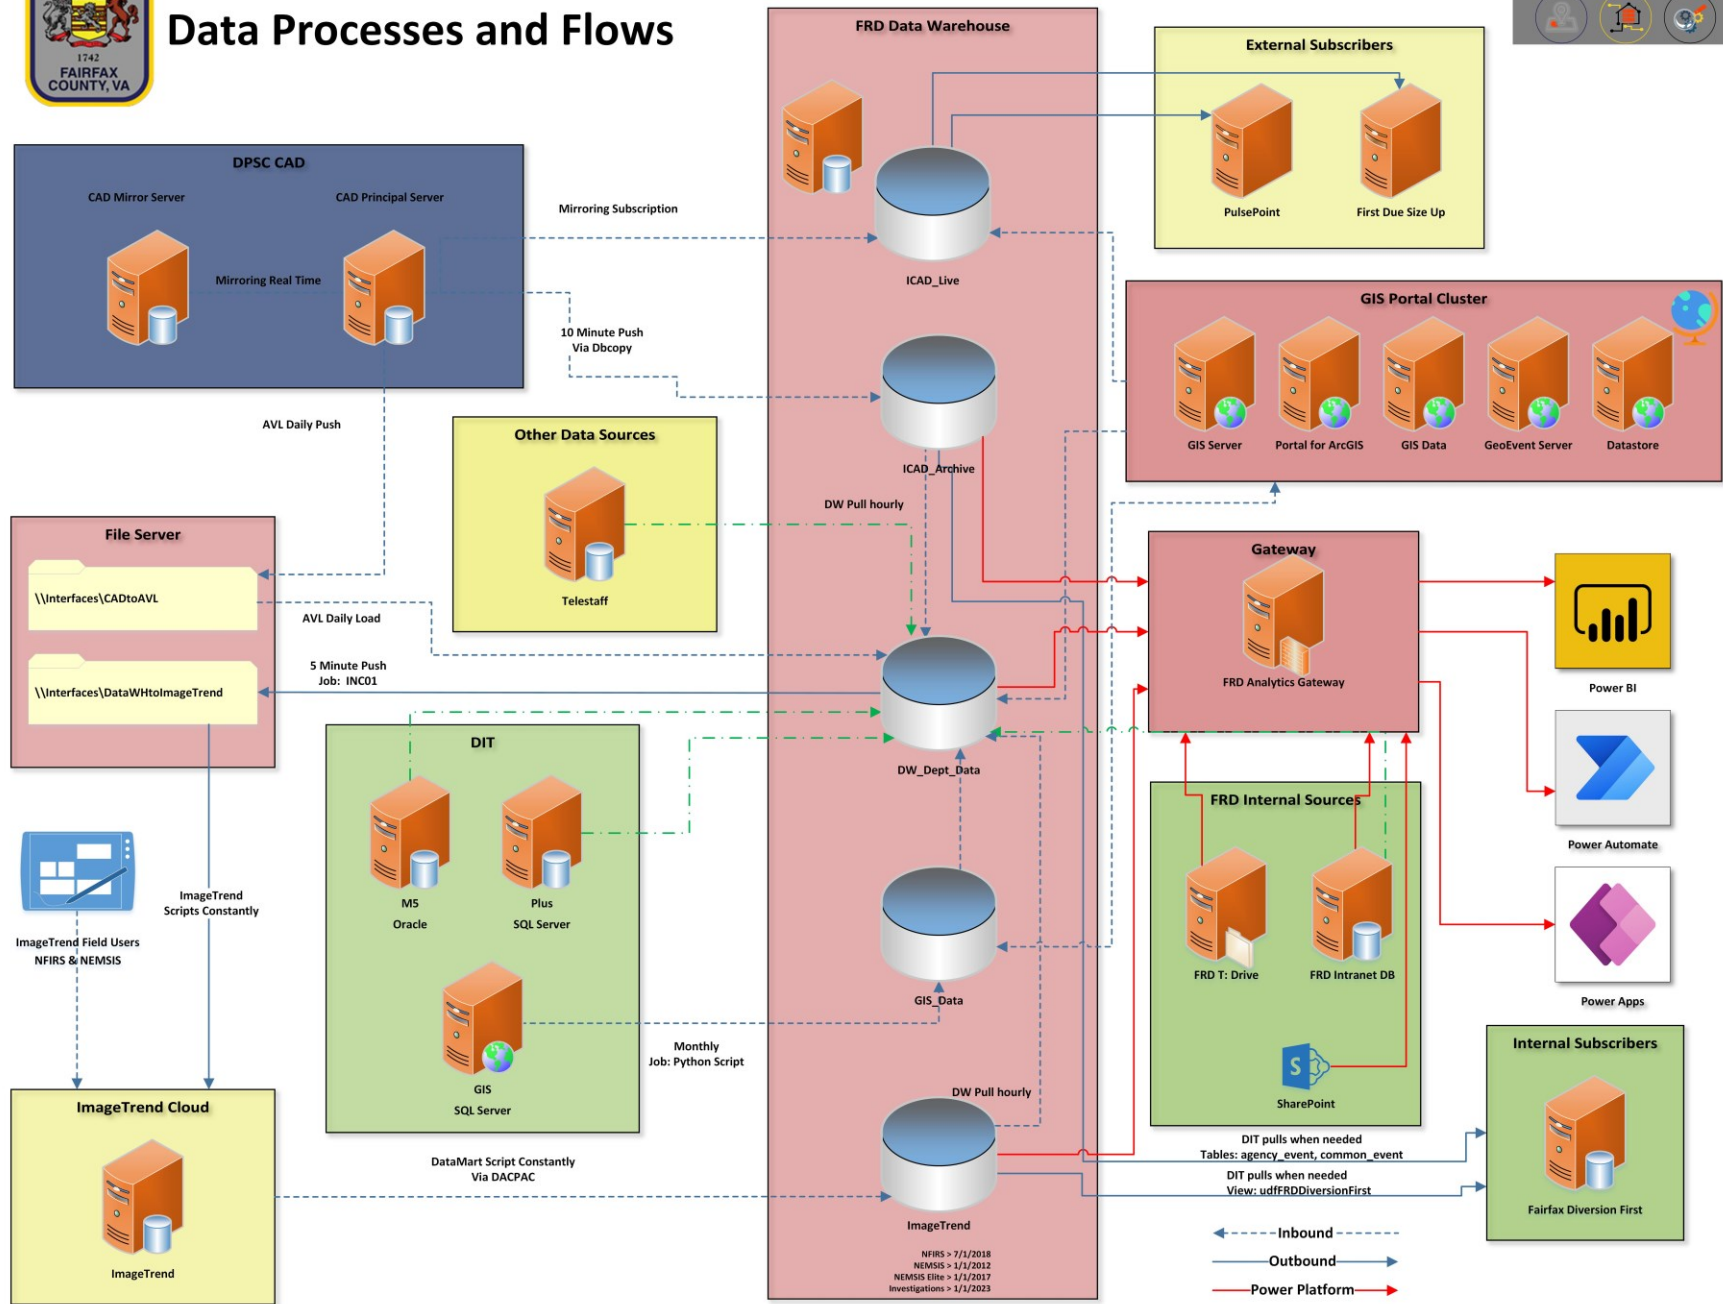 Data Processes and Flows
1742
FAIRFAX
COUNTY, VA
FRD Data Warehouse
External Subscribers
PulsePoint
First Due Size Up
DPSC CAD
CAD Mirror Server
CAD Principal Server
Mirroring Real Time
Mirroring Subscription
ICAD_Live
10 Minute Push
Via Dbcopy
GIS Portal Cluster
GIS Server
Portal for ArcGIS
GIS Data
GeoEvent Server
Datastore
AVL Daily Push
Other Data Sources
Telestaff
ICAD_Archive
DW Pull hourly
File Server
\\Interfaces\CADtoAVL
AVL Daily Load
\\Interfaces\DataWHtoImageTrend
5 Minute Push
Job: INC01
Gateway
FRD Analytics Gateway
Power BI
Power Automate
Power Apps
DIT
M5
Oracle
Plus
SQL Server
GIS
SQL Server
DW_Dept_Data
FRD Internal Sources
FRD T: Drive
FRD Intranet DB
S
SharePoint
ImageTrend
Scripts Constantly
ImageTrend Field Users
NFIRS & NEMSIS
GIS_Data
Monthly
Job: Python Script
DW Pull hourly
Internal Subscribers
Fairfax Diversion First
ImageTrend Cloud
ImageTrend
DataMart Script Constantly
Via DACPAC
ImageTrend
NFIRS > 7/1/2018
NEMSIS > 1/1/2012
NEMSIS Elite > 1/1/2017
Investigations > 1/1/2023
DIT pulls when needed
Tables: agency_event, common_event
DIT pulls when needed
View: udfFRDDiversionFirst
Inbound
Outbound
Power Platform